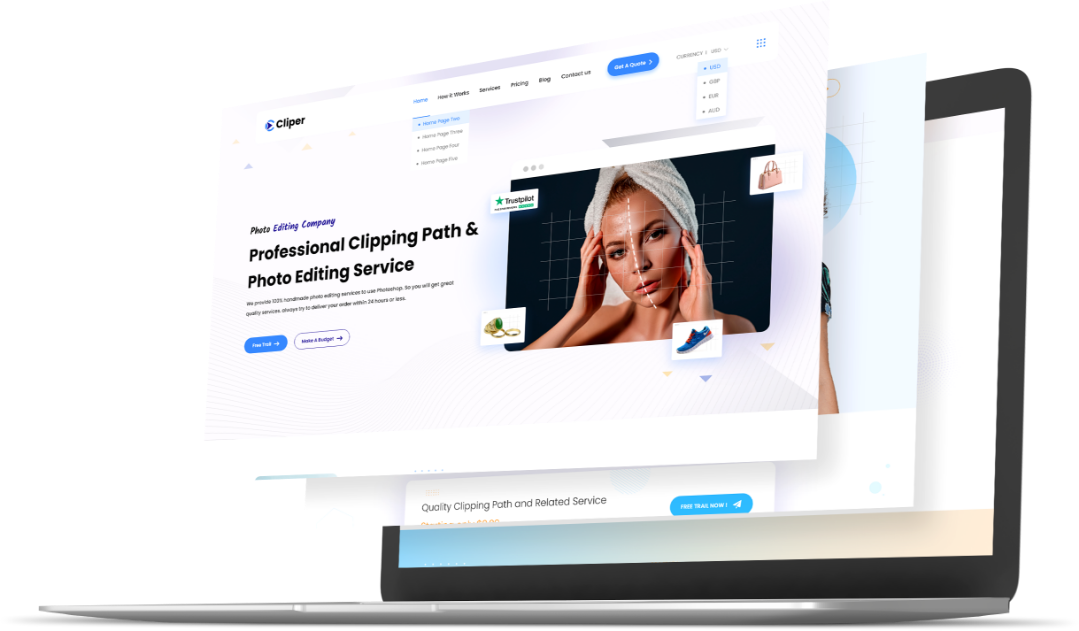 Cliper
Home
How it Works
Services
Pricing
Blog
Contact us
Get A Quote
CURRENCY : USD
USD
GBP
EUR
AUD
Home Page Two
Home Page Three
Home Page Four
Home Page Five
Trustpilot
Photo Editing Company
Professional Clipping Path &
Photo Editing Service
We provide 100% handmade photo editing services to use Photoshop. So you will get great
quality services. always try to deliver your order within 24 hours or less.
Free Trail
Make A Budget
Quality Clipping Path and Related Service
FREE TRAIL NOW !